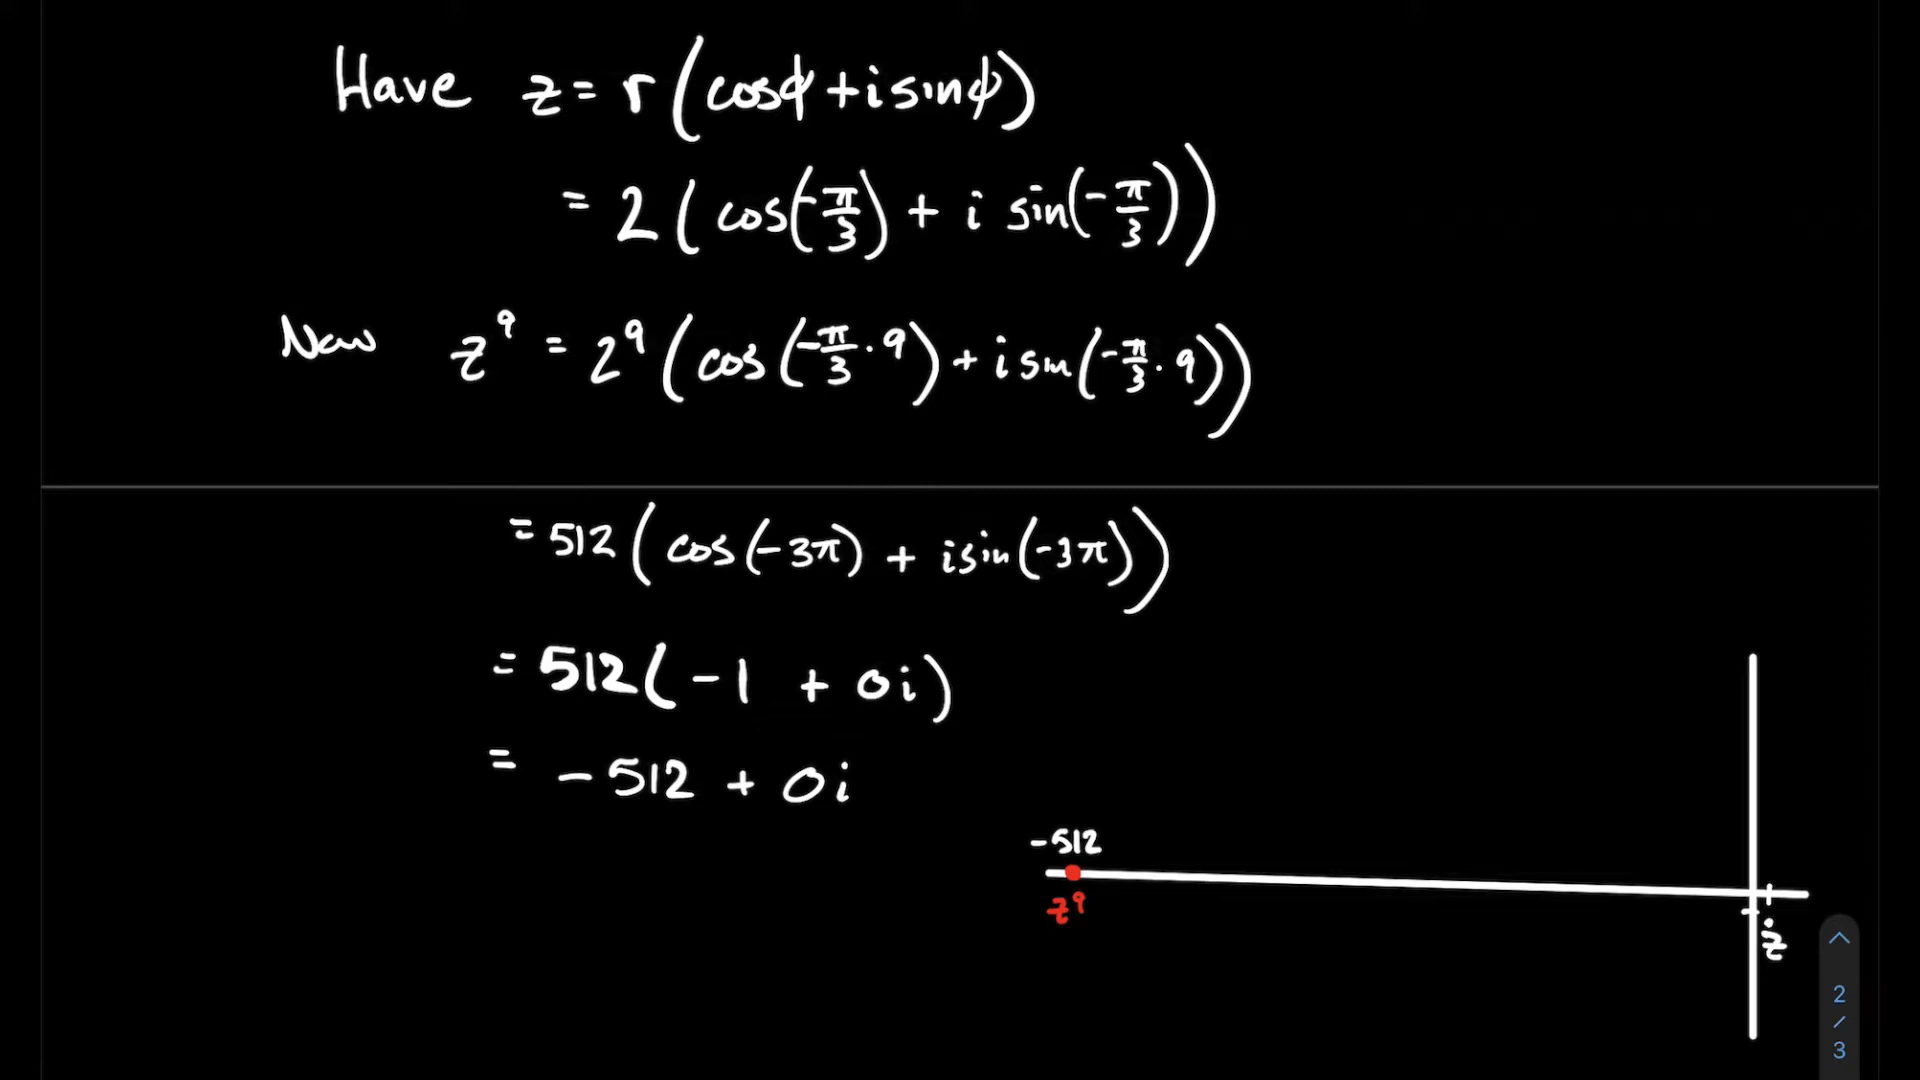 Have z = r(cosϕ + i sinϕ)
= 2(cos(-π/3) + i sin(-π/3))
Now z⁹ = 2⁹(cos(-π/3 · 9) + i sin(-π/3 · 9))
= 512(cos(-3π) + i sin(-3π))
= 512(-1 + 0i)
= -512 + 0i
-512
z⁹
z
2
/
3